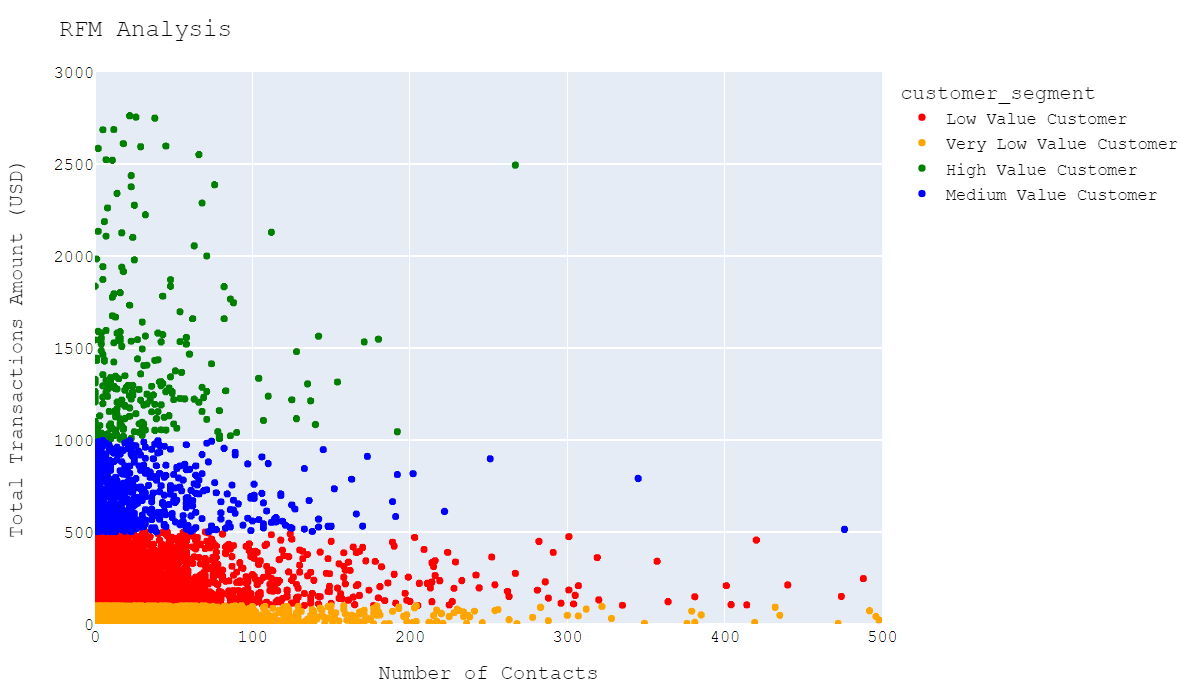 RFM Analysis
3000
2500
2000
1500
1000
500
0
0
100
200
300
400
500
Total Transactions Amount (USD)
Number of Contacts
customer_segment
Low Value Customer
Very Low Value Customer
High Value Customer
Medium Value Customer